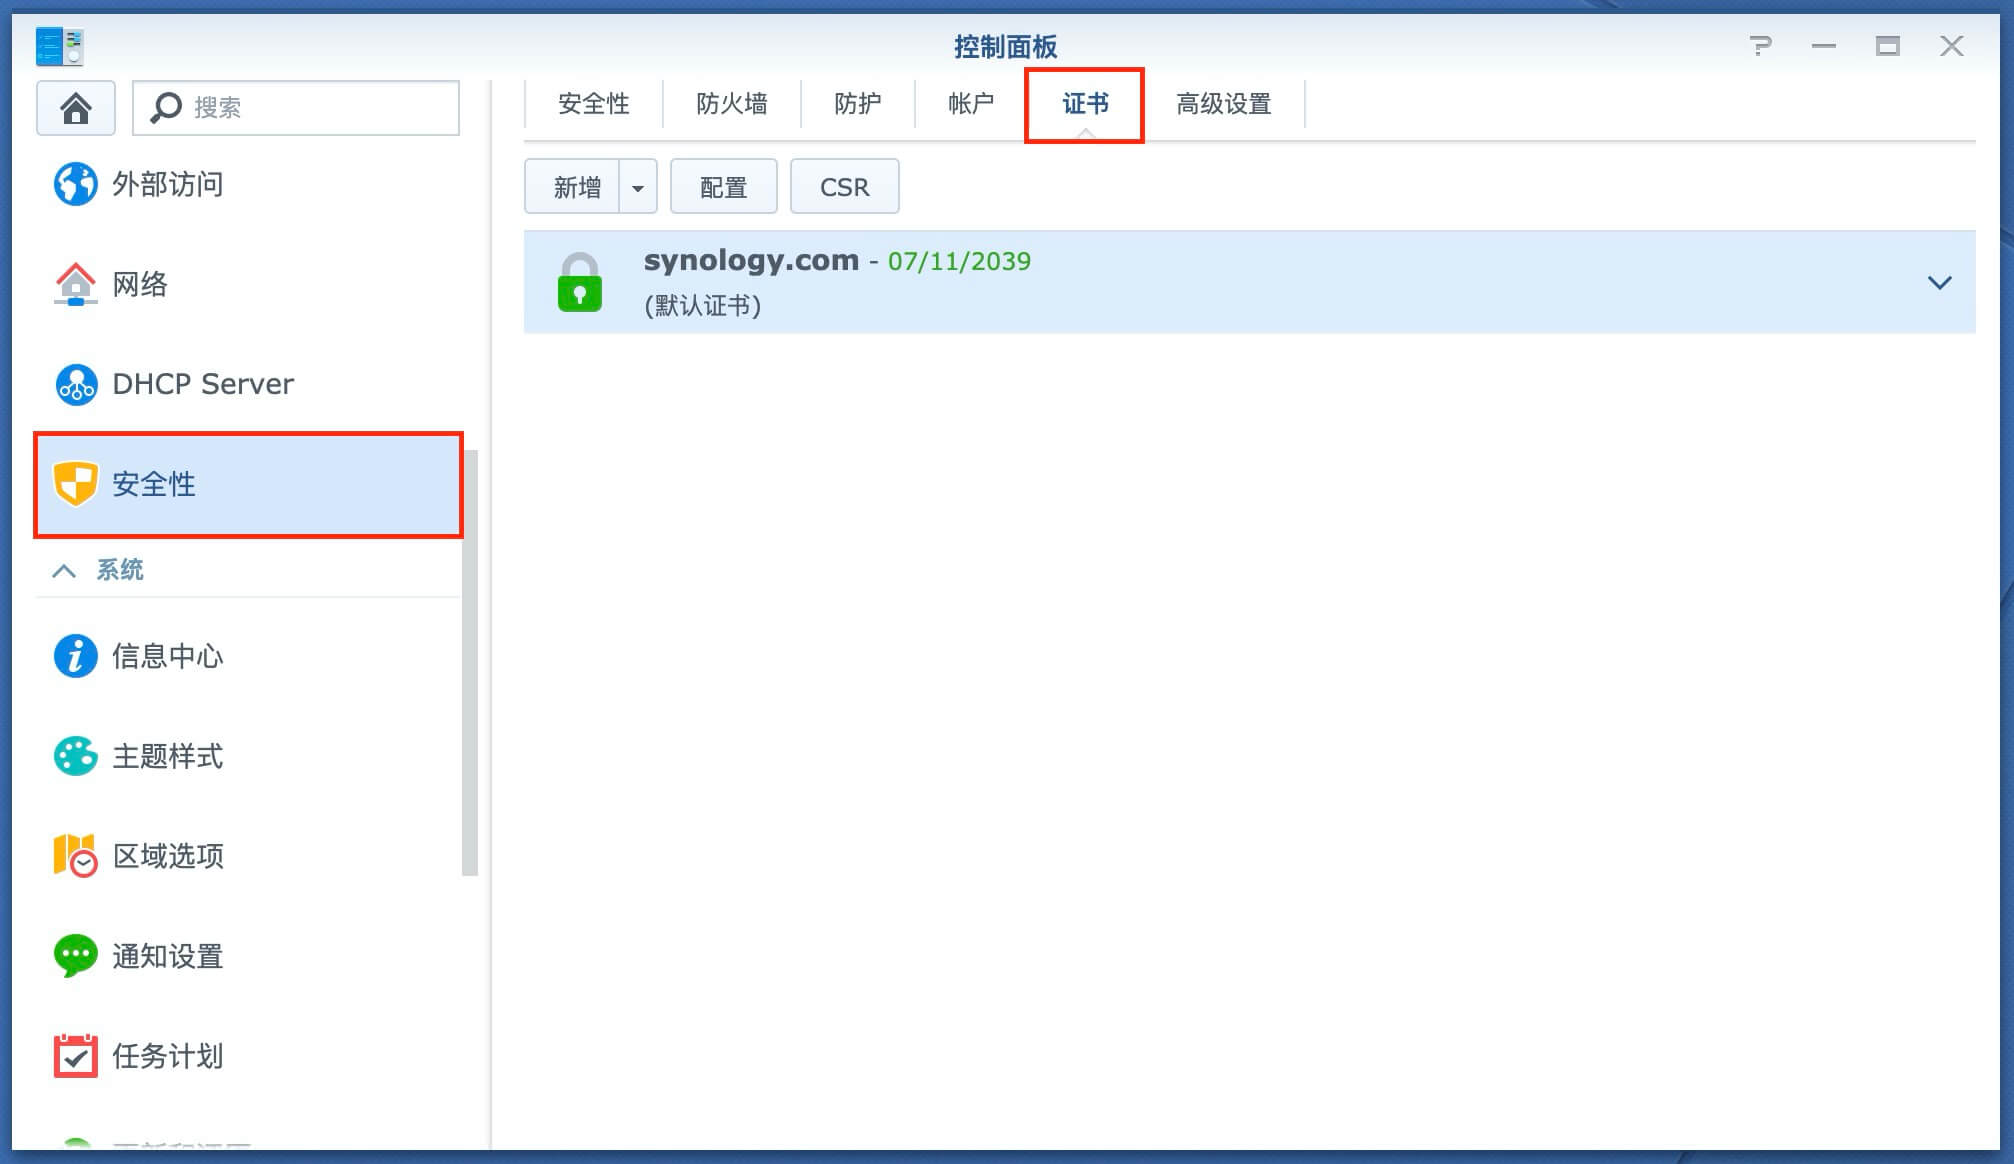 控制面板
搜索
外部访问
网络
DHCP Server
安全性
系统
信息中心
主题样式
区域选项
通知设置
任务计划
安全性 防火墙 防护 帐户 证书 高级设置
新增 配置 CSR
synology.com - 07/11/2039
(默认证书)